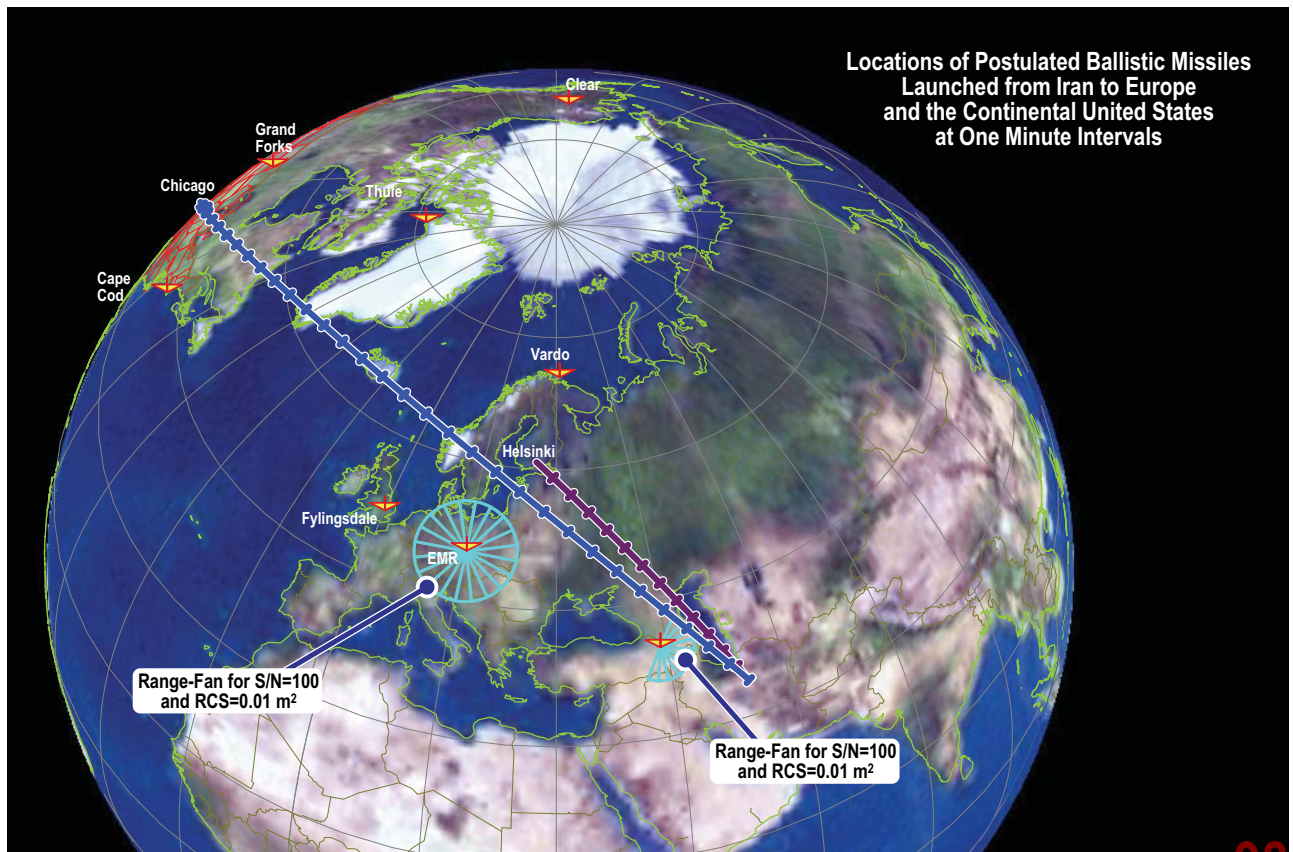 Locations of Postulated Ballistic Missiles
Launched from Iran to Europe
and the Continental United States
at One Minute Intervals
Clear
Grand
Forks
Chicago
Thule
Cape
Cod
Vardo
Helsinki
Fylingsdale
EMR
Range-Fan for S/N=100
and RCS=0.01 m²
Range-Fan for S/N=100
and RCS=0.01 m²